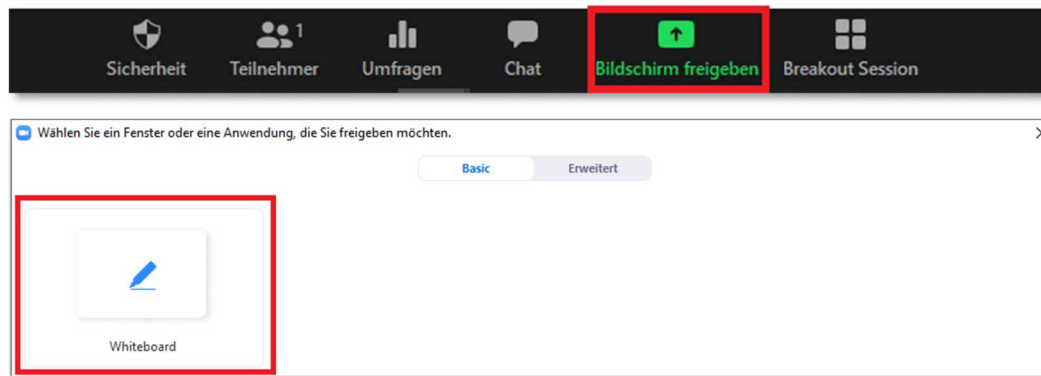 1
Sicherheit Teilnehmer Umfragen Chat Bildschirm freigeben Breakout Session
Wählen Sie ein Fenster oder eine Anwendung, die Sie freigeben möchten.
Basic Erweitert
Whiteboard